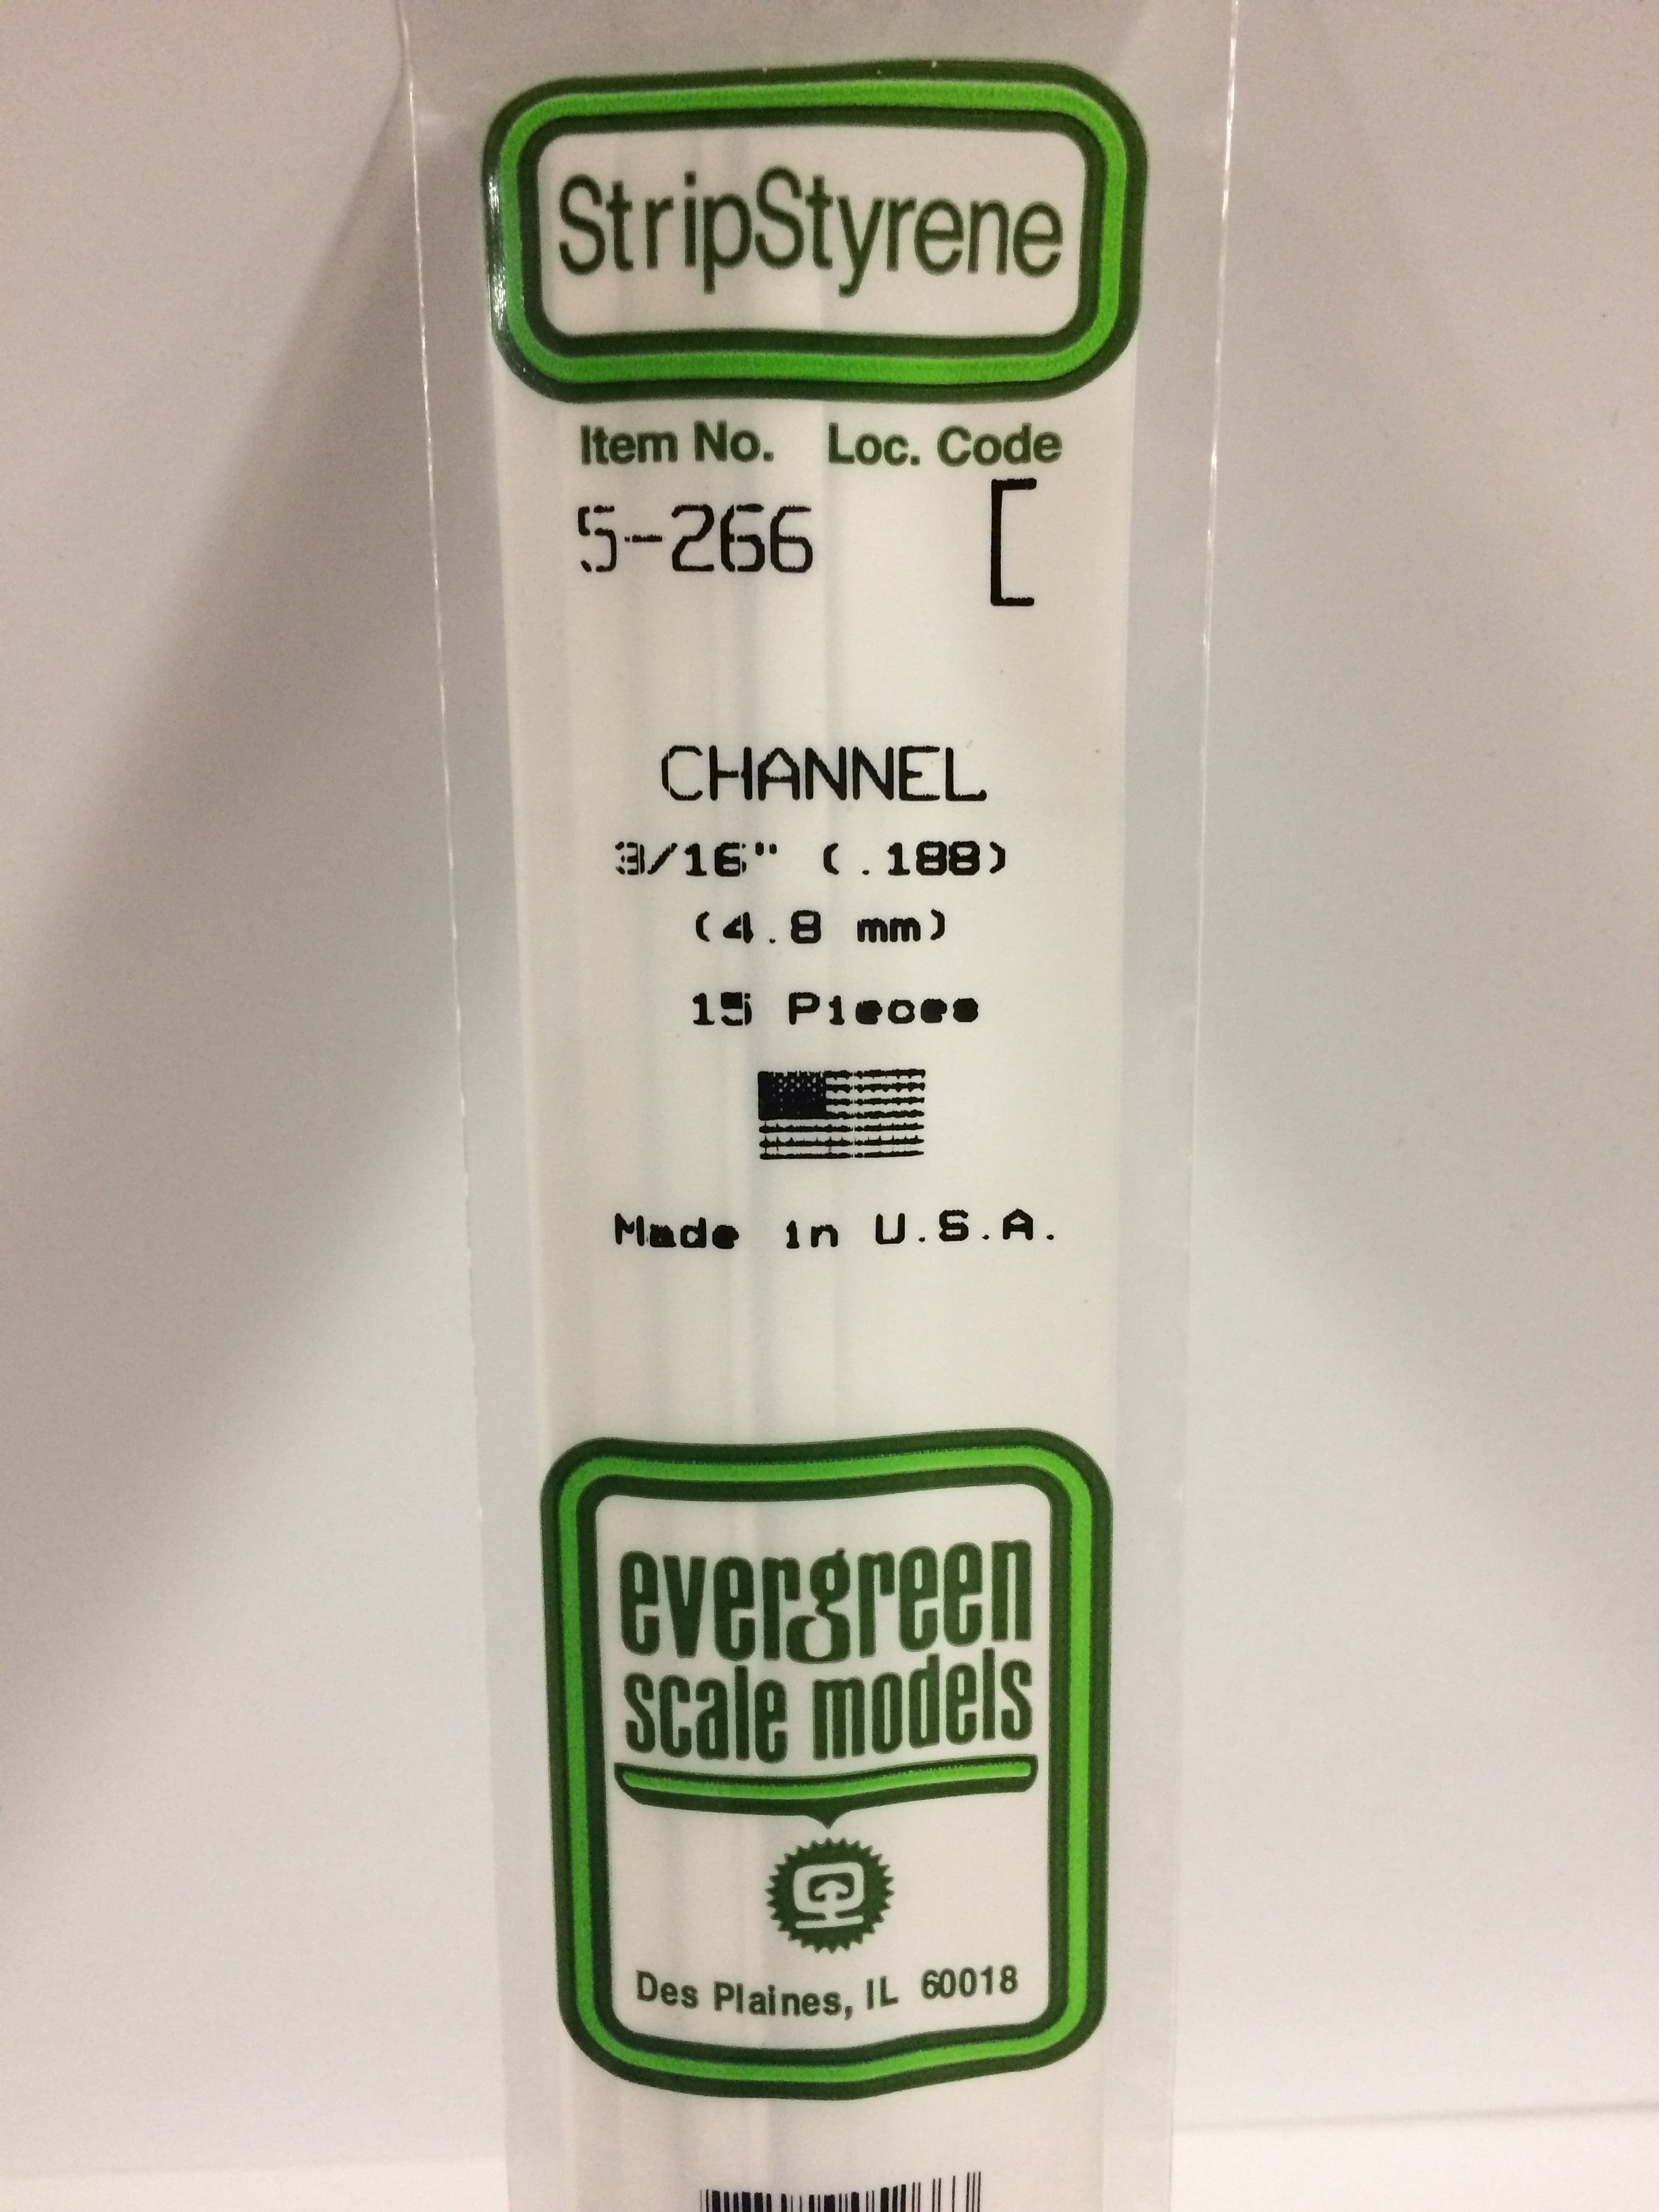 StripStyrene
Item No. Loc. Code
5-266 [
CHANNEL
3/16" (.188)
(4.8 mm)
15 Pieces
Made in U.S.A.
evergreen
scale models
Des Plaines, IL 60018